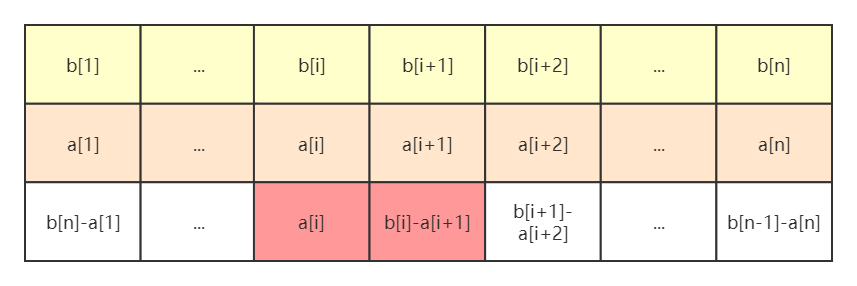 b[1] ... b[i] b[i+1] b[i+2] ... b[n]
a[1] ... a[i] a[i+1] a[i+2] ... a[n]
b[n]-a[1] ... a[i] b[i]-a[i+1] b[i+1]-
a[i+2] ... b[n-1]-a[n]